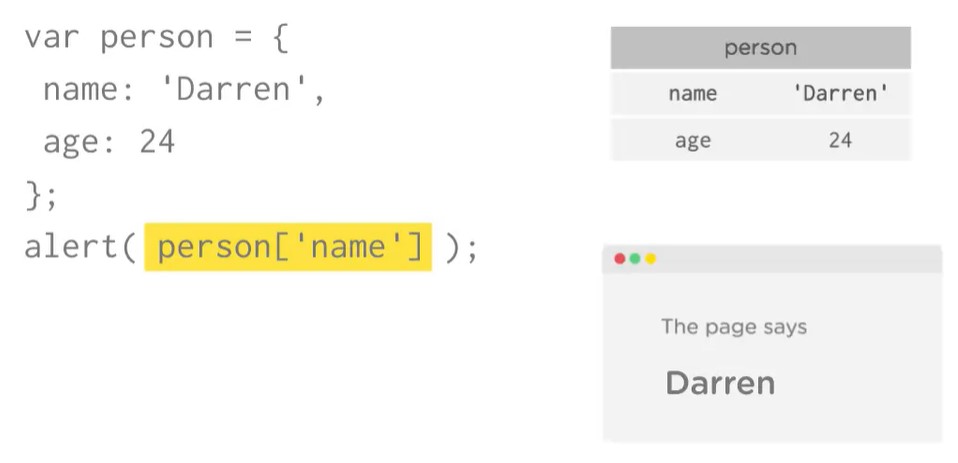 var person = {
name: 'Darren',
age: 24
};
alert( person['name'] );
person
name 'Darren'
age 24
The page says
Darren